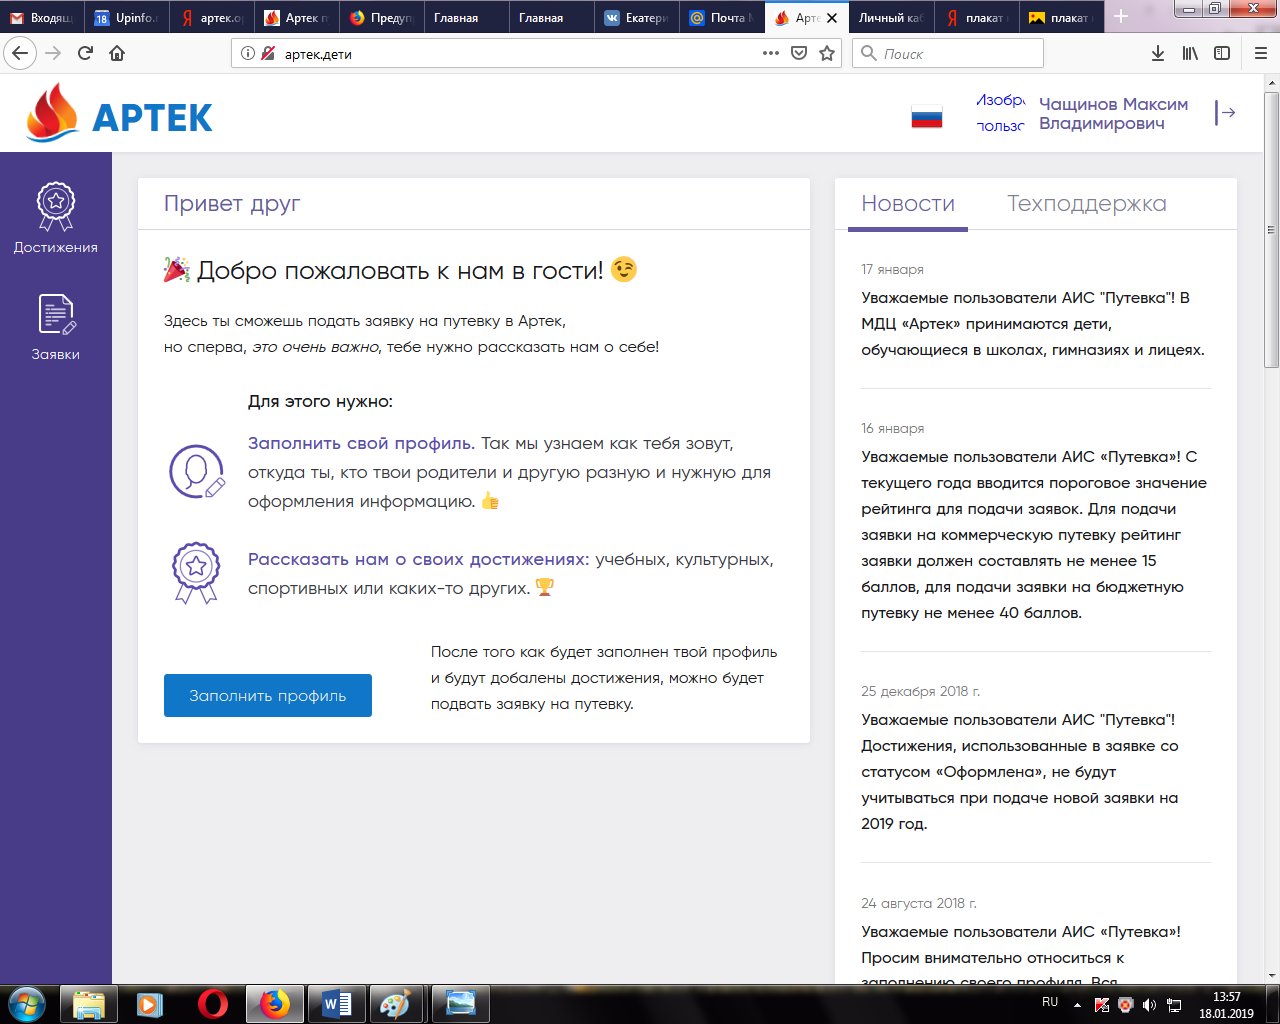 Входящ
Upinfo.r
артек.ор
Артек п
Предуп
Главная
Главная
Екатери
Почта М
Арте
Личный каб
плакат
плакат
артек.дети
Поиск
АРТЕК
Изобр
пользо
Чащинов Максим
Владимирович
Достижения
Заявки
Привет друг
Добро пожаловать к нам в гости!
Здесь ты сможешь подать заявку на путевку в Артек,
но сперва, это очень важно, тебе нужно рассказать нам о себе!
Для этого нужно:
Заполнить свой профиль. Так мы узнаем как тебя зовут,
откуда ты, кто твои родители и другую разную и нужную для
оформления информацию.
Рассказать нам о своих достижениях: учебных, культурных,
спортивных или каких-то других.
Заполнить профиль
После того как будет заполнен твой профиль
и будут добалены достижения, можно будет
подвать заявку на путевку.
Новости
Техподдержка
17 января
Уважаемые пользователи АИС "Путевка"! В
МДЦ «Артек» принимаются дети,
обучающиеся в школах, гимназиях и лицеях.
16 января
Уважаемые пользователи АИС «Путевка»! С
текущего года вводится пороговое значение
рейтинга для подачи заявок. Для подачи
заявки на коммерческую путевку рейтинг
заявки должен составлять не менее 15
баллов, для подачи заявки на бюджетную
путевку не менее 40 баллов.
25 декабря 2018 г.
Уважаемые пользователи АИС "Путевка"!
Достижения, использованные в заявке со
статусом «Оформлена», не будут
учитываться при подаче новой заявки на
2019 год.
24 августа 2018 г.
Уважаемые пользователи АИС «Путевка»!
Просим внимательно относиться к
заполнению своего профиля. Вся
RU
13:57
18.01.2019